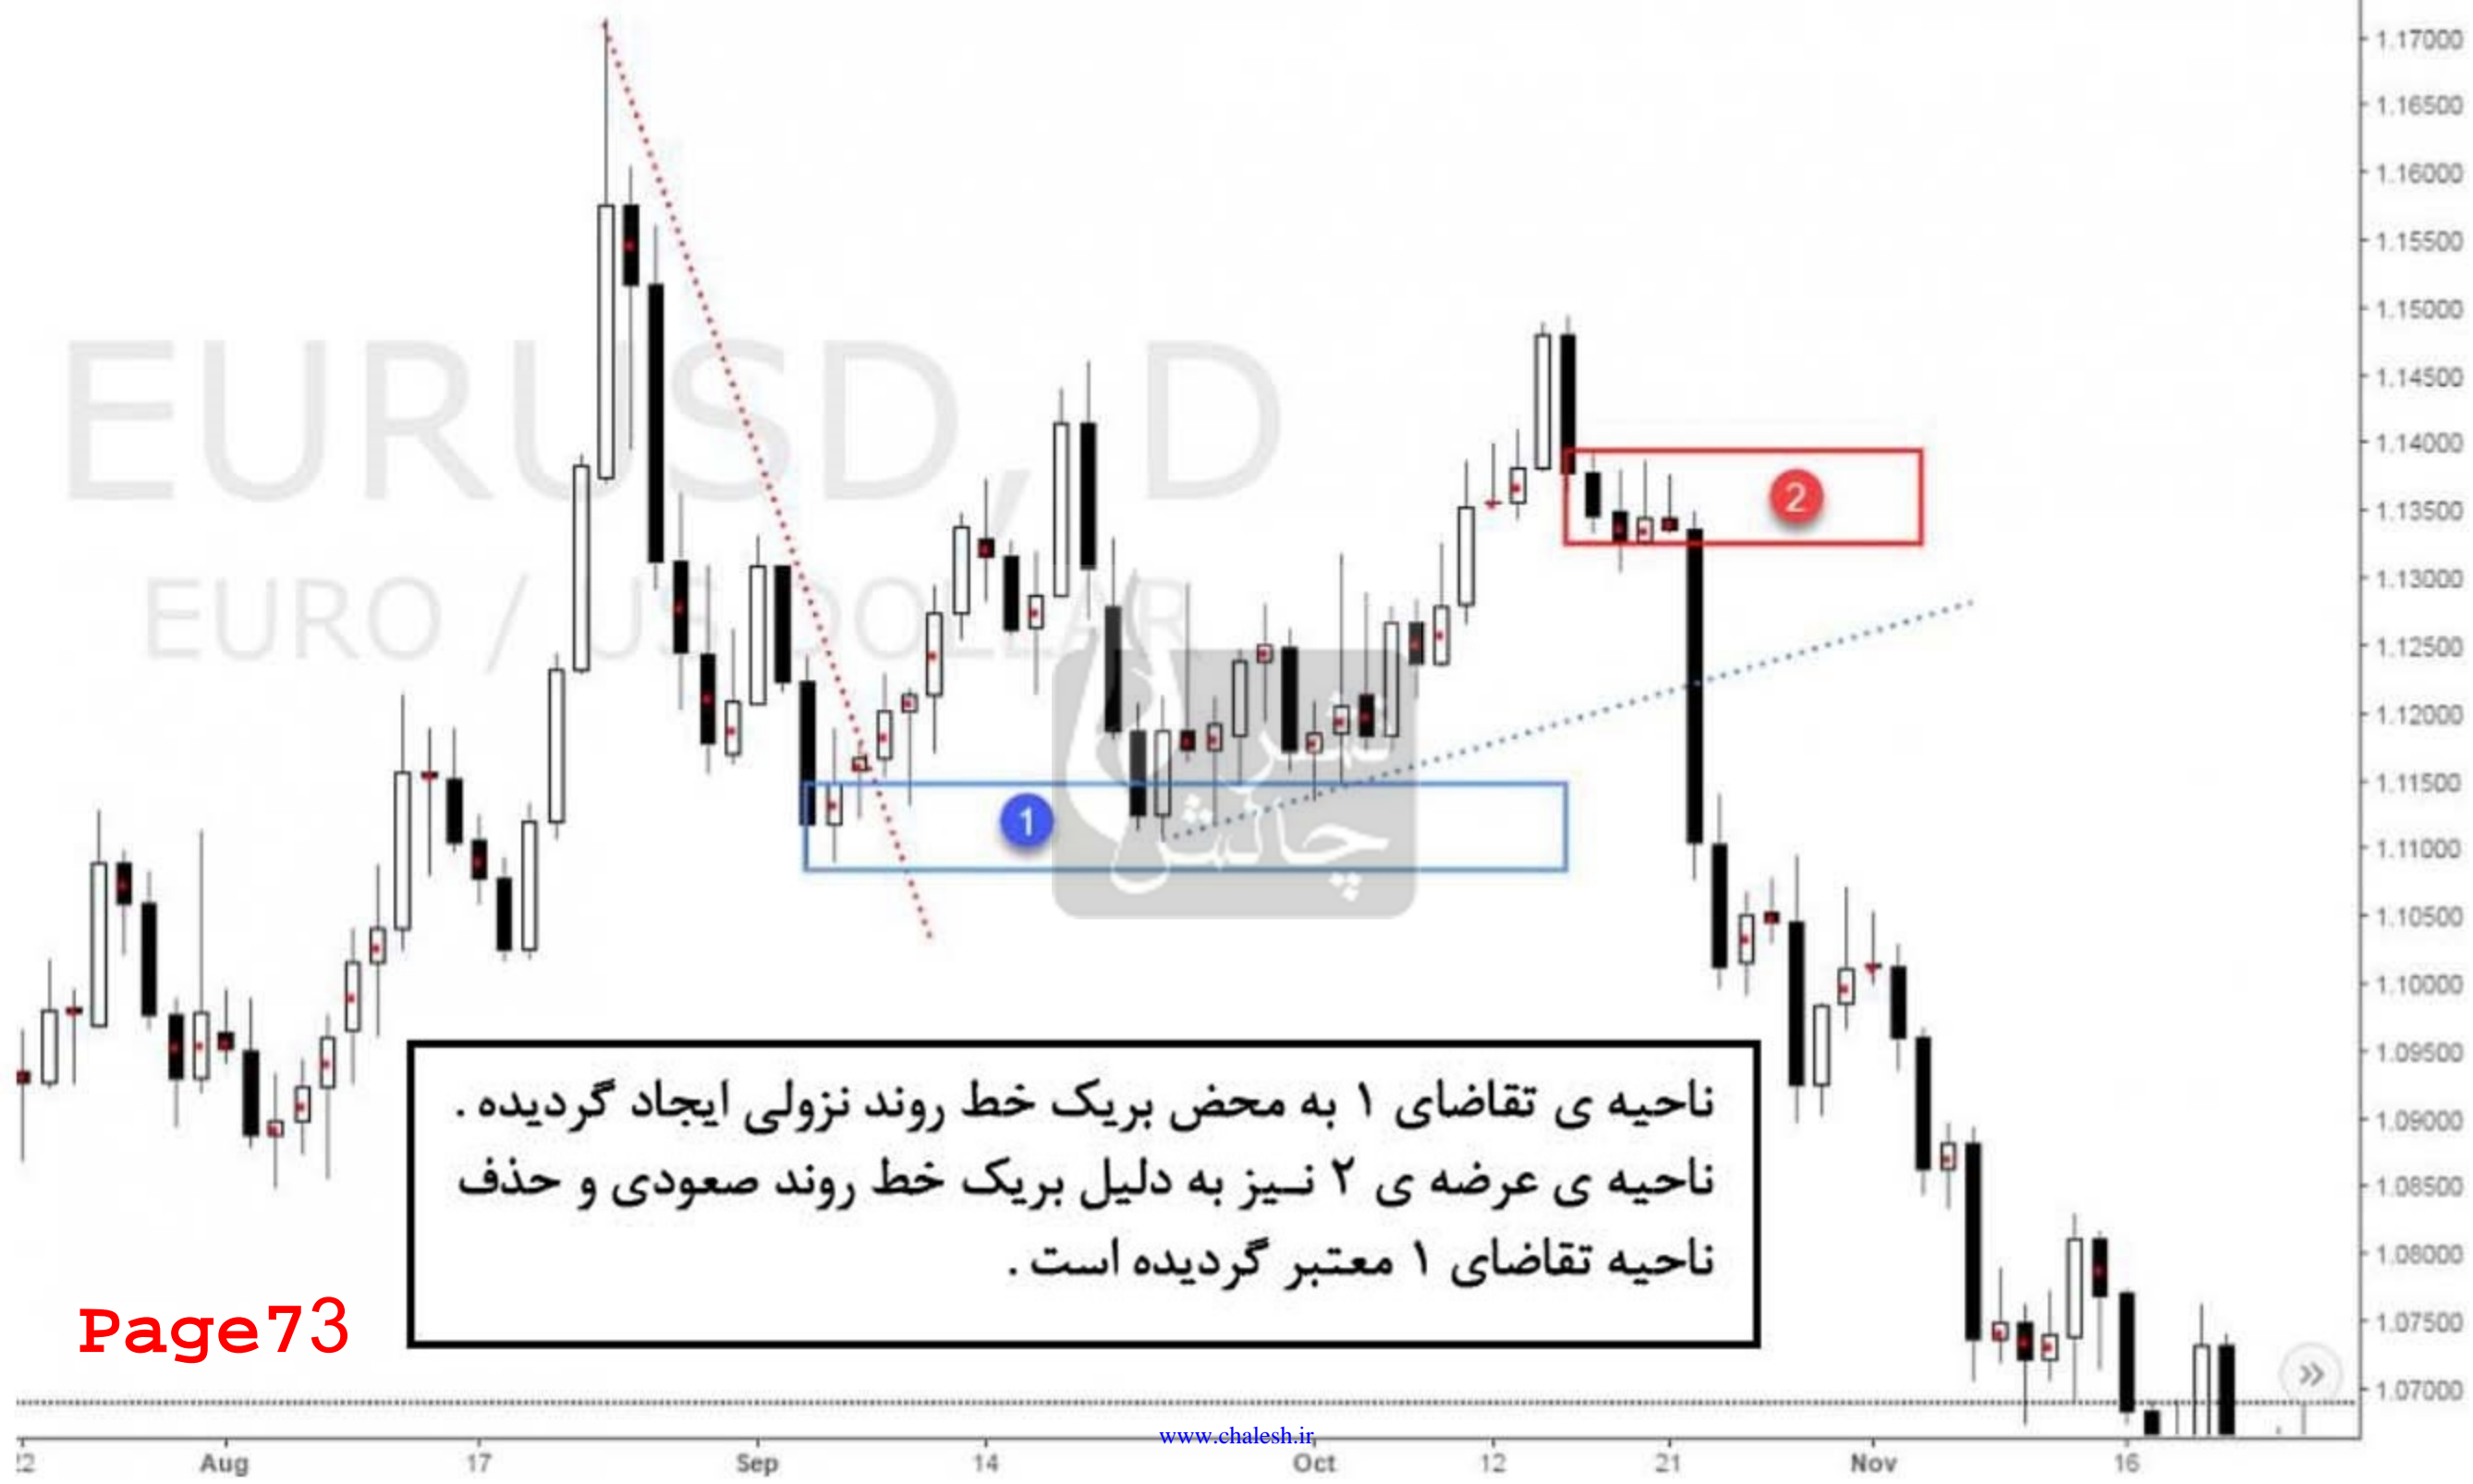 EURUSD, D
EURO / US DOLLAR
1.17000
1.16500
1.16000
1.15500
1.15000
1.14500
1.14000
1.13500
1.13000
1.12500
1.12000
1.11500
1.11000
1.10500
1.10000
1.09500
1.09000
1.08500
1.08000
1.07500
1.07000
2
1
نشر
چالش
ناحیه ی تقاضای ۱ به محض بریک خط روند نزولی ایجاد گردیده .
ناحیه ی عرضه ی ۲ نیز به دلیل بریک خط روند صعودی و حذف
ناحیه تقاضای ۱ معتبر گردیده است .
Page73
»
www.chalesh.ir
22 Aug 17 Sep 14 Oct 12 21 Nov 16